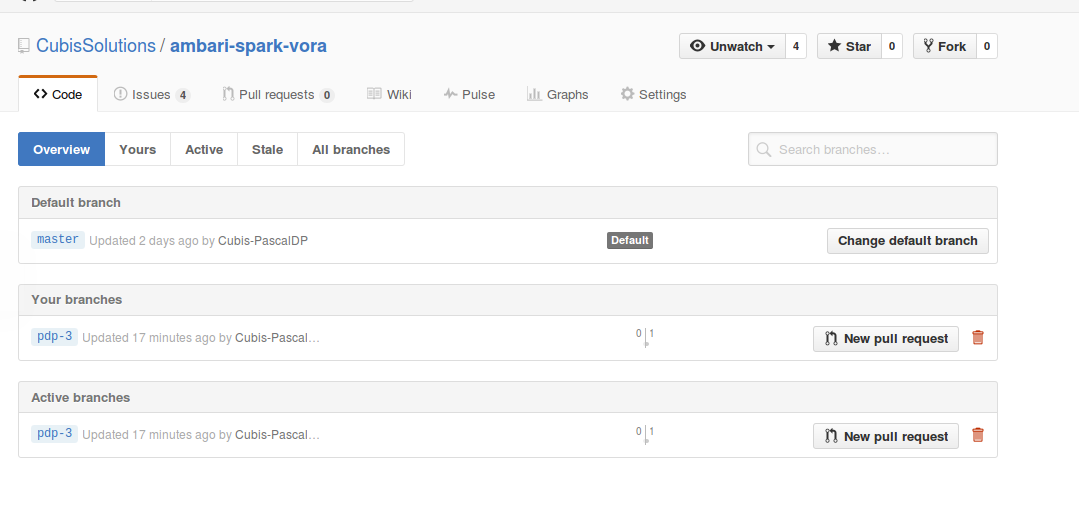 CubisSolutions / ambari-spark-vora
Unwatch 4 Star 0 Fork 0
Code Issues 4 Pull requests 0 Wiki Pulse Graphs Settings
Overview Yours Active Stale All branches Search branches…
Default branch
master Updated 2 days ago by Cubis-PascalDP Default Change default branch
Your branches
pdp-3 Updated 17 minutes ago by Cubis-Pascal… 0 1 New pull request
Active branches
pdp-3 Updated 17 minutes ago by Cubis-Pascal… 0 1 New pull request